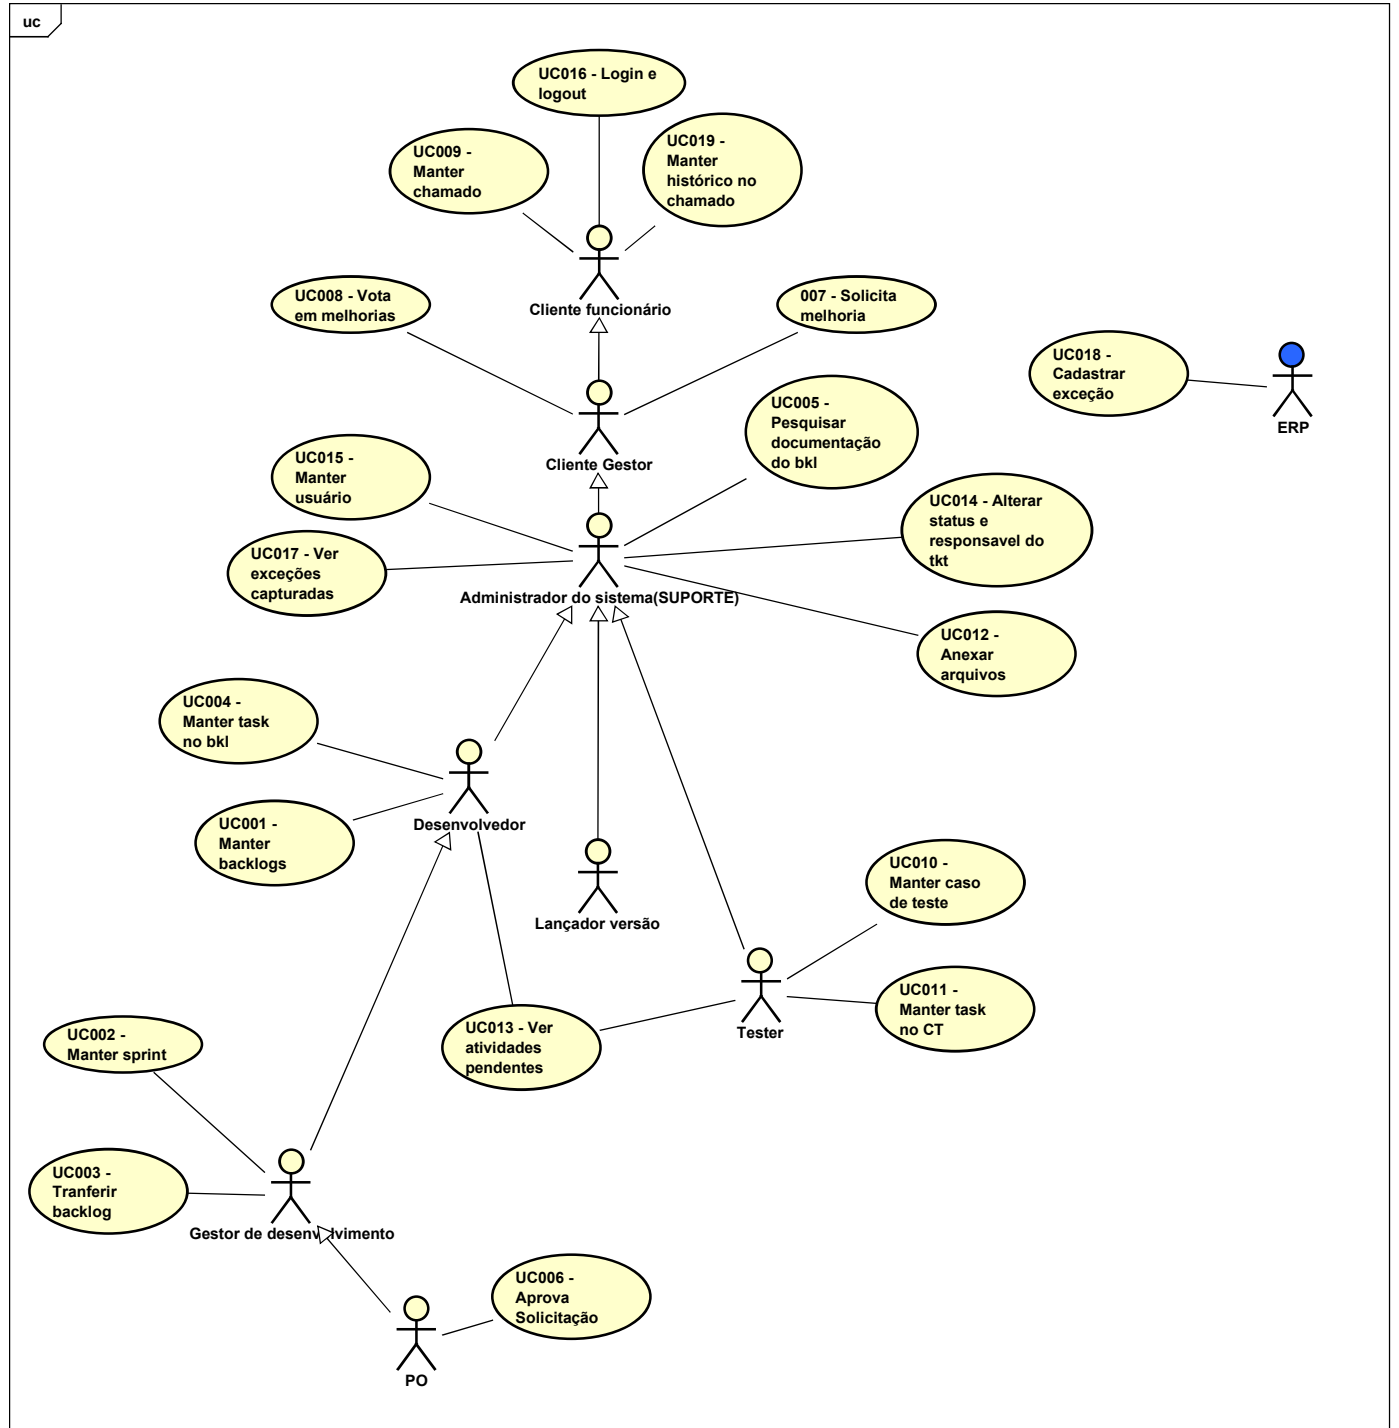 uc
UC016 - Login e
logout
UC009 -
Manter
chamado
UC019 -
Manter
histórico no
chamado
Cliente funcionário
UC008 - Vota
em melhorias
007 - Solicita
melhoria
UC018 -
Cadastrar
exceção
ERP
Cliente Gestor
UC005 -
Pesquisar
documentação
do bkl
UC015 -
Manter
usuário
UC014 - Alterar
status e
responsavel do
tkt
UC017 - Ver
exceções
capturadas
Administrador do sistema(SUPORTE)
UC012 -
Anexar
arquivos
UC004 -
Manter task
no bkl
UC001 -
Manter
backlogs
Desenvolvedor
Lançador versão
UC010 -
Manter caso
de teste
UC011 -
Manter task
no CT
Tester
UC013 - Ver
atividades
pendentes
UC002 -
Manter sprint
UC003 -
Tranferir
backlog
Gestor de desenvolvimento
UC006 -
Aprova
Solicitação
PO